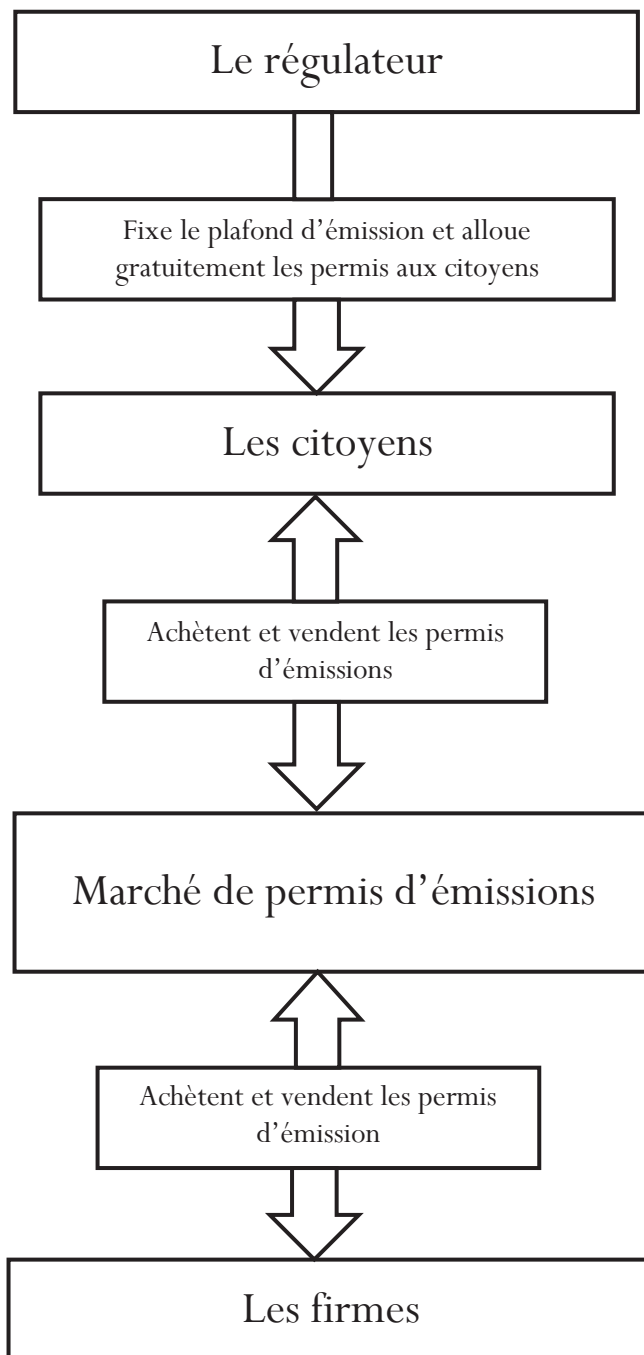 Le régulateur
Fixe le plafond d’émission et alloue
gratuitement les permis aux citoyens
Les citoyens
Achètent et vendent les permis
d’émissions
Marché de permis d’émissions
Achètent et vendent les permis
d’émission
Les firmes